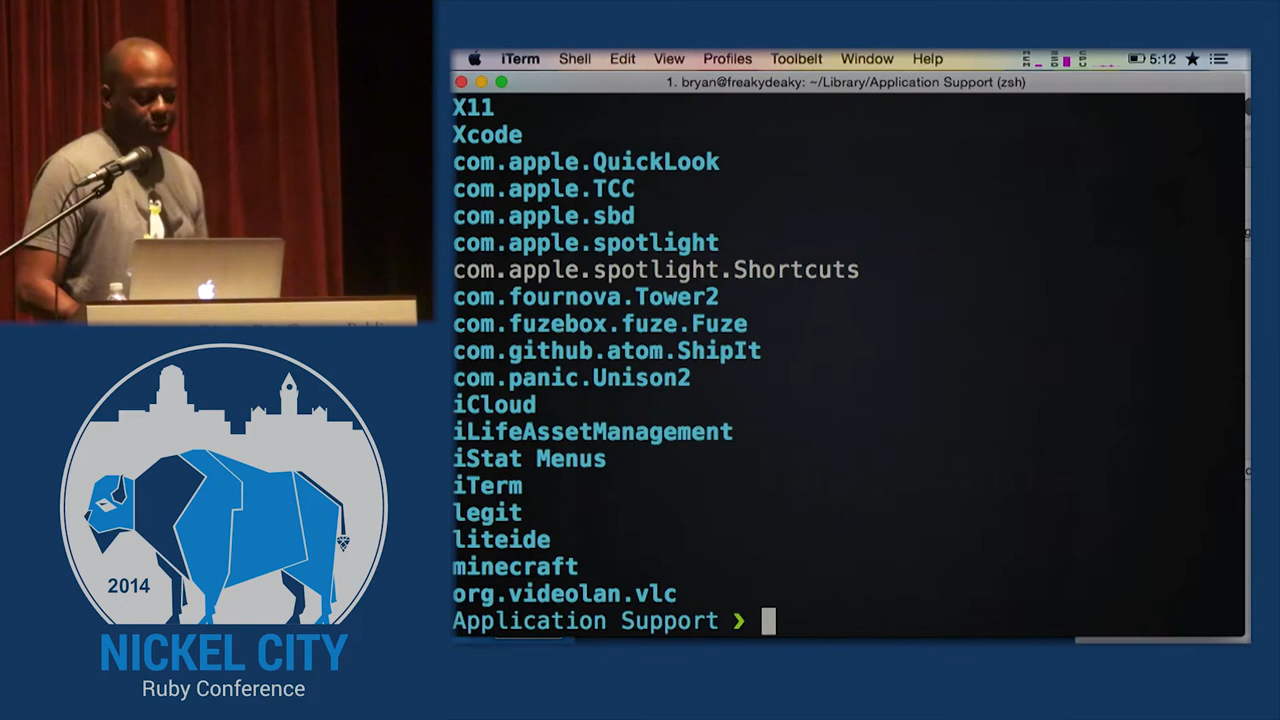 iTerm Shell Edit View Profiles Toolbelt Window Help 5:12
1. bryan@freakydeaky: ~/Library/Application Support (zsh)
X11
Xcode
com.apple.QuickLook
com.apple.TCC
com.apple.sbd
com.apple.spotlight
com.apple.spotlight.Shortcuts
com.fournova.Tower2
com.fuzebox.fuze.Fuze
com.github.atom.ShipIt
com.panic.Unison2
iCloud
iLifeAssetManagement
iStat Menus
iTerm
legit
liteide
minecraft
org.videolan.vlc
Application Support ❯
2014
NICKEL CITY
Ruby Conference